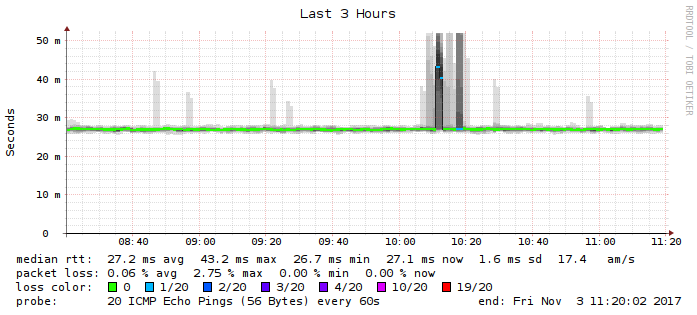 Last 3 Hours
RRDTOOL / TOBI OETIKER
Seconds
50 m
40 m
30 m
20 m
10 m
0
08:40 09:00 09:20 09:40 10:00 10:20 10:40 11:00 11:20
median rtt: 27.2 ms avg 43.2 ms max 26.7 ms min 27.1 ms now 1.6 ms sd 17.4 am/s
packet loss: 0.06 % avg 2.75 % max 0.00 % min 0.00 % now
loss color: 0 1/20 2/20 3/20 4/20 10/20 19/20
probe: 20 ICMP Echo Pings (56 Bytes) every 60s end: Fri Nov 3 11:20:02 2017